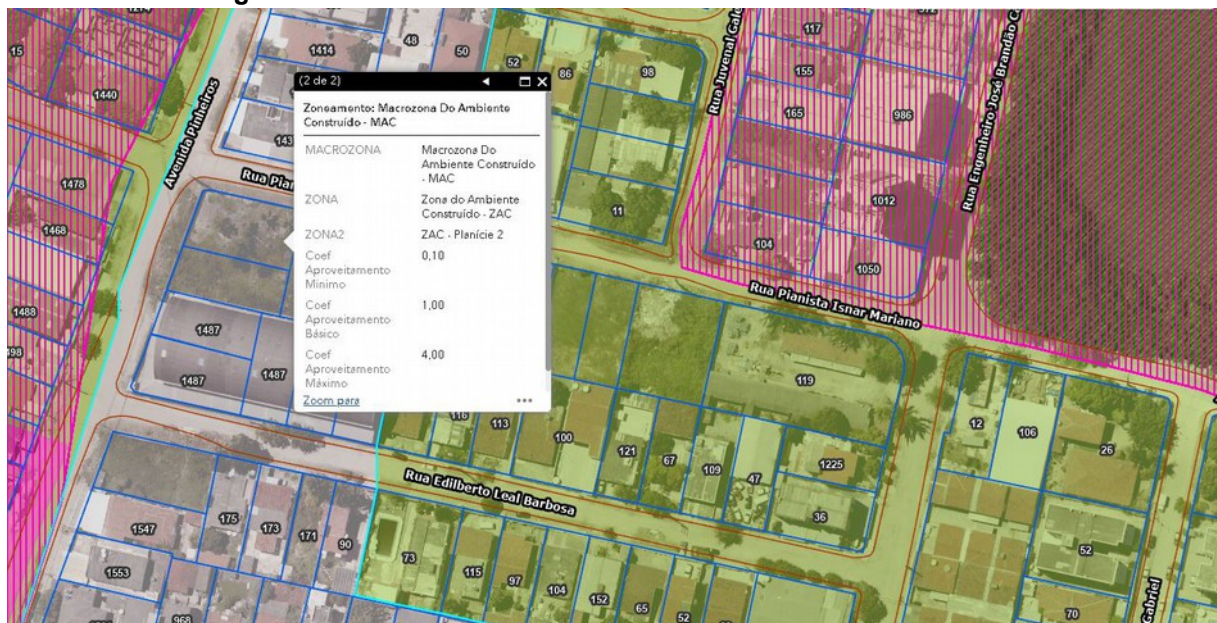 15
1440
1478
1468
1488
1414
48
50
52
86
98
11
117
155
165
986
1012
104
1050
Avenida Pinheiros
Rua Juvenal
Rua Engenheiro José Brandão
Rua Pianista Isnar Mariano
(2 de 2)
Zoneamento: Macrozona Do Ambiente
Construído - MAC
MACROZONA Macrozona Do
Ambiente Construído
- MAC
ZONA Zona do Ambiente
Construído - ZAC
ZONA2 ZAC - Planície 2
Coef 0,10
Aproveitamento
Minimo
Coef 1,00
Aproveitamento
Básico
Coef 4,00
Aproveitamento
Máximo
Zoom para
1487
1487
1487
113
100
121
67
109
47
119
1225
36
12
106
26
52
70
Rua Edilberto Leal Barbosa
1547
175
173
171
90
1553
968
73
115
97
104
152
65
52
Gabriel